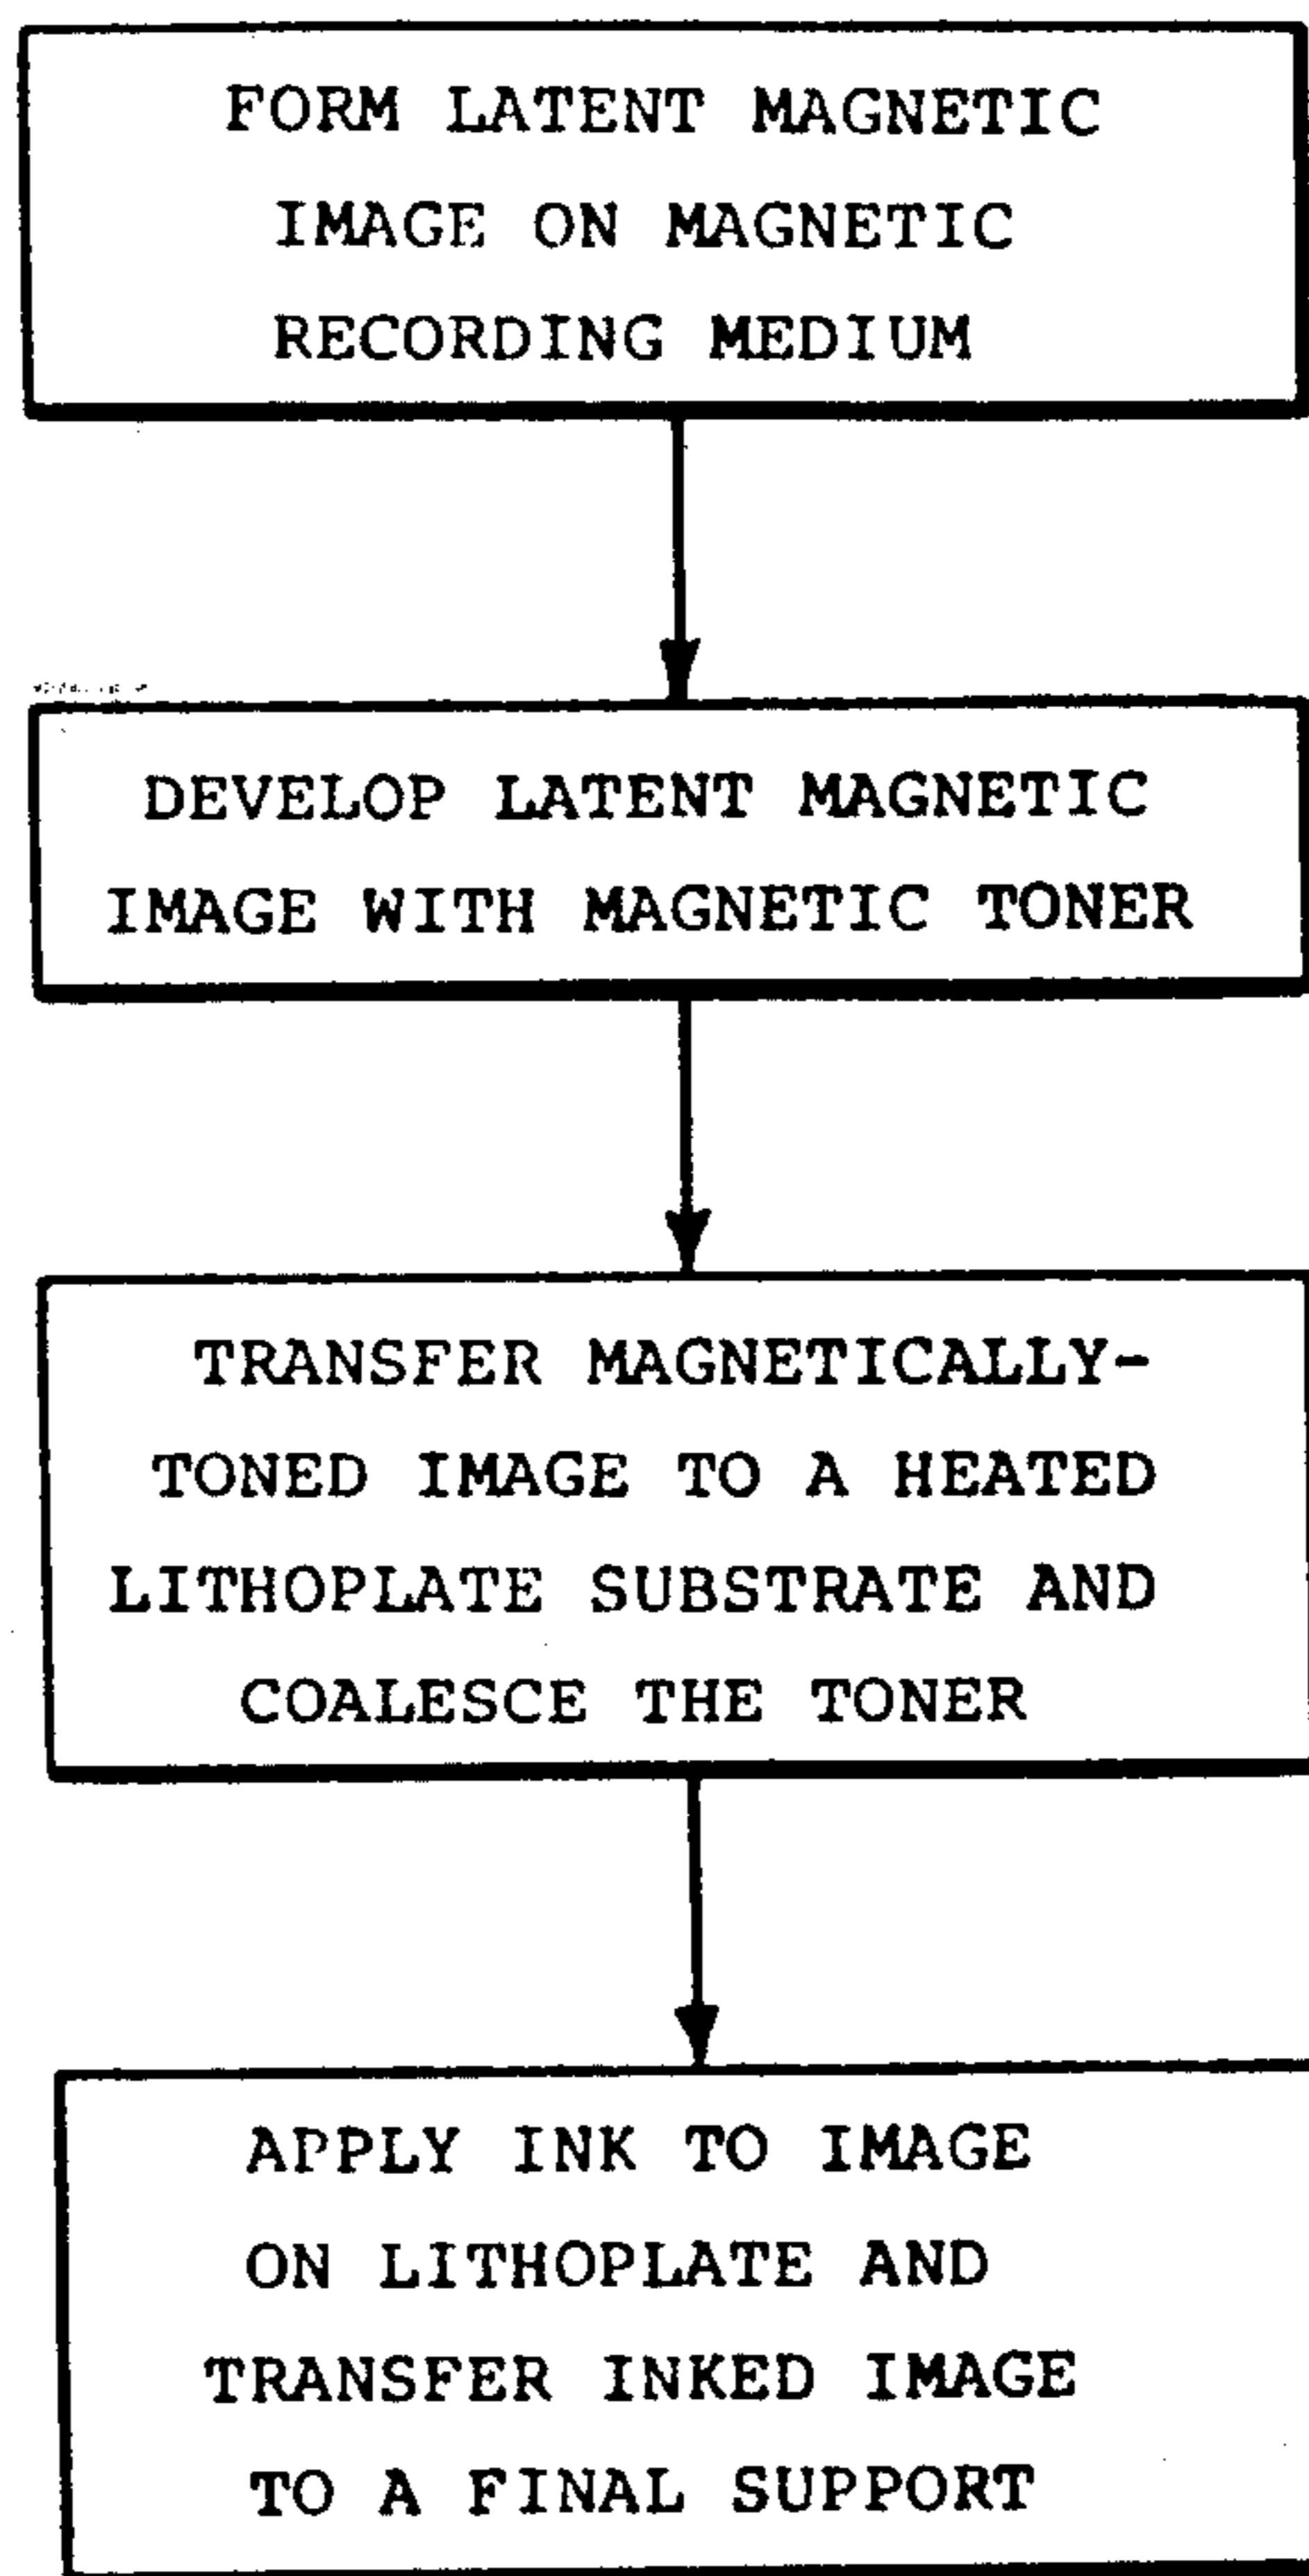 FORM LATENT MAGNETIC
IMAGE ON MAGNETIC
RECORDING MEDIUM
DEVELOP LATENT MAGNETIC
IMAGE WITH MAGNETIC TONER
TRANSFER MAGNETICALLY-
TONED IMAGE TO A HEATED
LITHOPLATE SUBSTRATE AND
COALESCE THE TONER
APPLY INK TO IMAGE
ON LITHOPLATE AND
TRANSFER INKED IMAGE
TO A FINAL SUPPORT